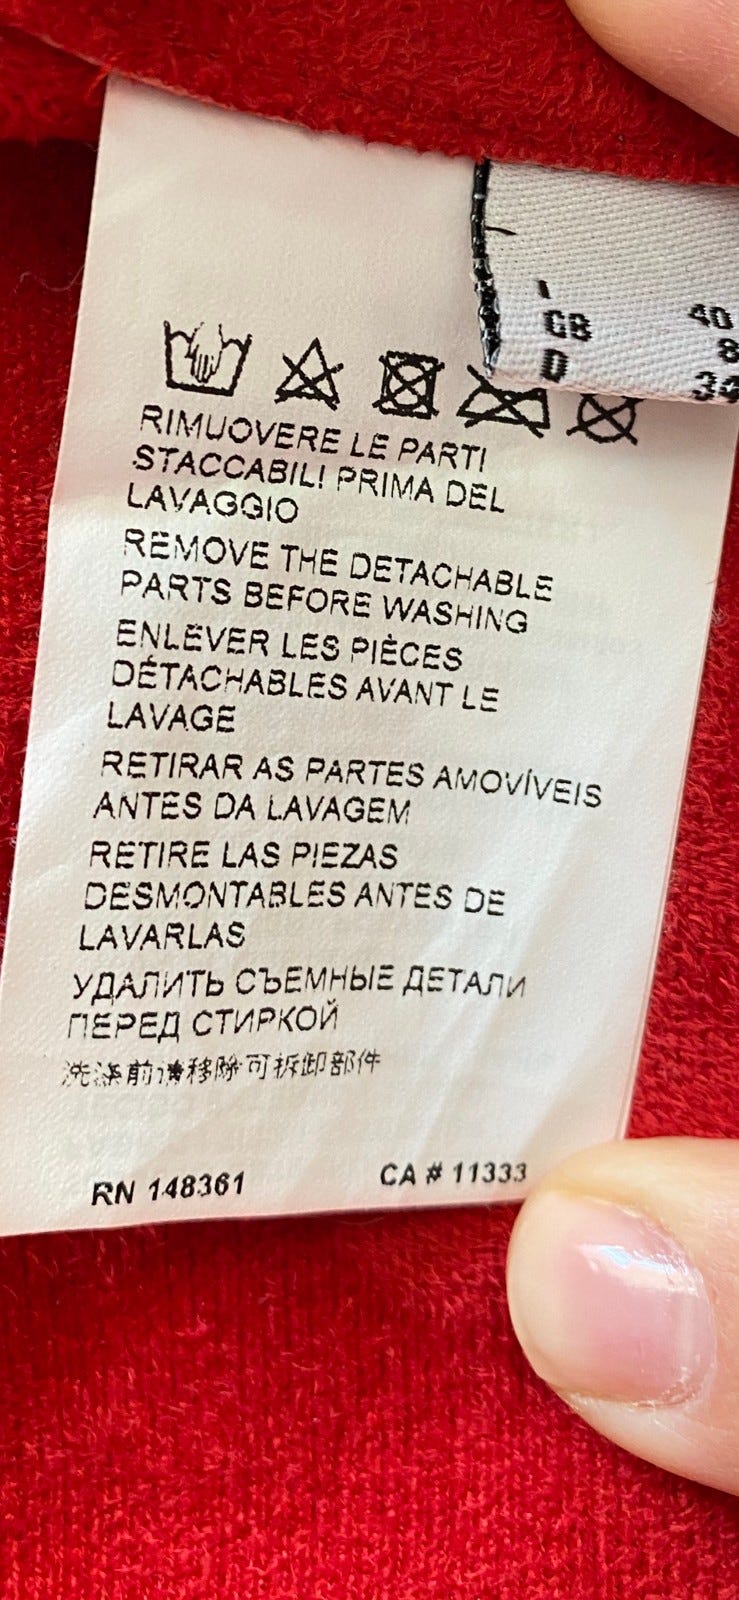 I 40
GB 8
D 34
RIMUOVERE LE PARTI
STACCABILI PRIMA DEL
LAVAGGIO
REMOVE THE DETACHABLE
PARTS BEFORE WASHING
ENLEVER LES PIÈCES
DÉTACHABLES AVANT LE
LAVAGE
RETIRAR AS PARTES AMOVÍVEIS
ANTES DA LAVAGEM
RETIRE LAS PIEZAS
DESMONTABLES ANTES DE
LAVARLAS
УДАЛИТЬ СЪЕМНЫЕ ДЕТАЛИ
ПЕРЕД СТИРКОЙ
洗涤前请移除可拆卸部件
RN 148361 CA # 11333